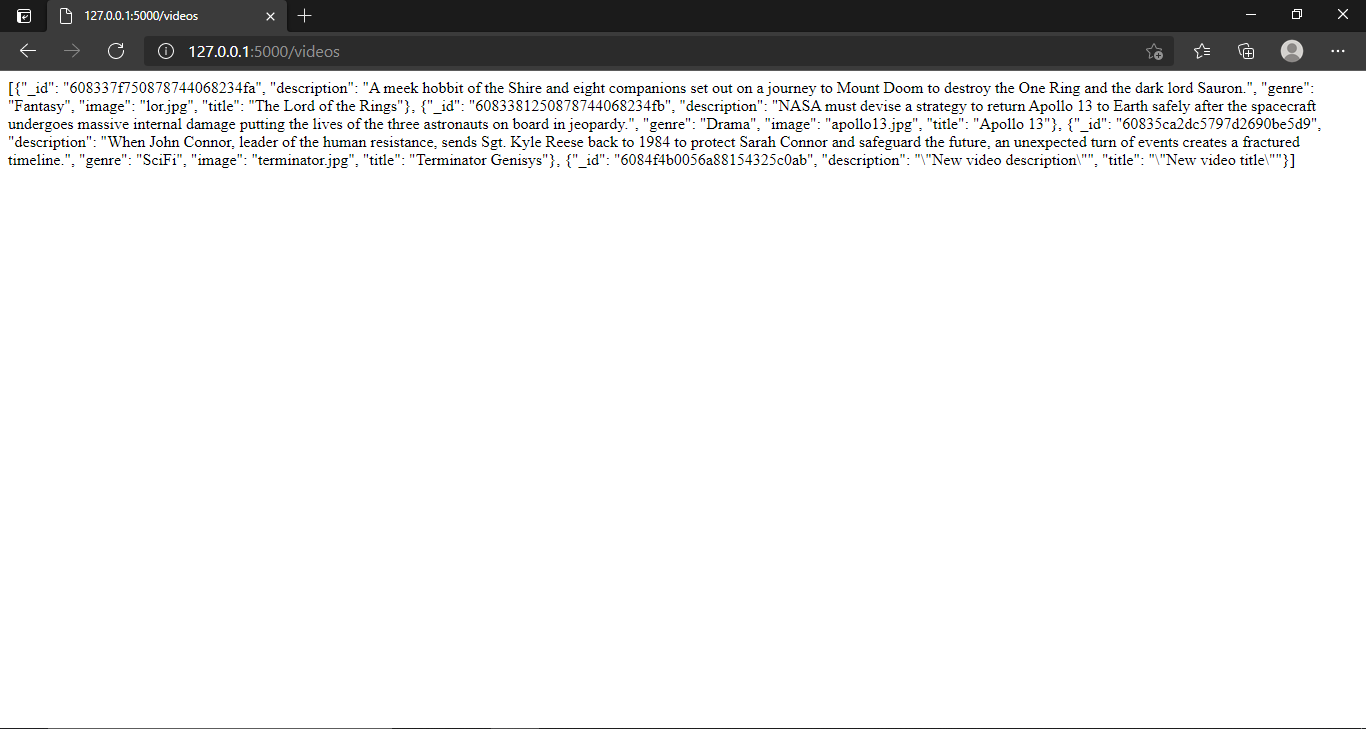 127.0.0.1:5000/videos
127.0.0.1:5000/videos
[{"_id": "608337f750878744068234fa", "description": "A meek hobbit of the Shire and eight companions set out on a journey to Mount Doom to destroy the One Ring and the dark lord Sauron.", "genre":
"Fantasy", "image": "lor.jpg", "title": "The Lord of the Rings"}, {"_id": "6083381250878744068234fb", "description": "NASA must devise a strategy to return Apollo 13 to Earth safely after the spacecraft
undergoes massive internal damage putting the lives of the three astronauts on board in jeopardy.", "genre": "Drama", "image": "apollo13.jpg", "title": "Apollo 13"}, {"_id": "60835ca2dc5797d2690be5d9",
"description": "When John Connor, leader of the human resistance, sends Sgt. Kyle Reese back to 1984 to protect Sarah Connor and safeguard the future, an unexpected turn of events creates a fractured
timeline.", "genre": "SciFi", "image": "terminator.jpg", "title": "Terminator Genisys"}, {"_id": "6084f4b0056a88154325c0ab", "description": "\"New video description\"", "title": "\"New video title\""}]